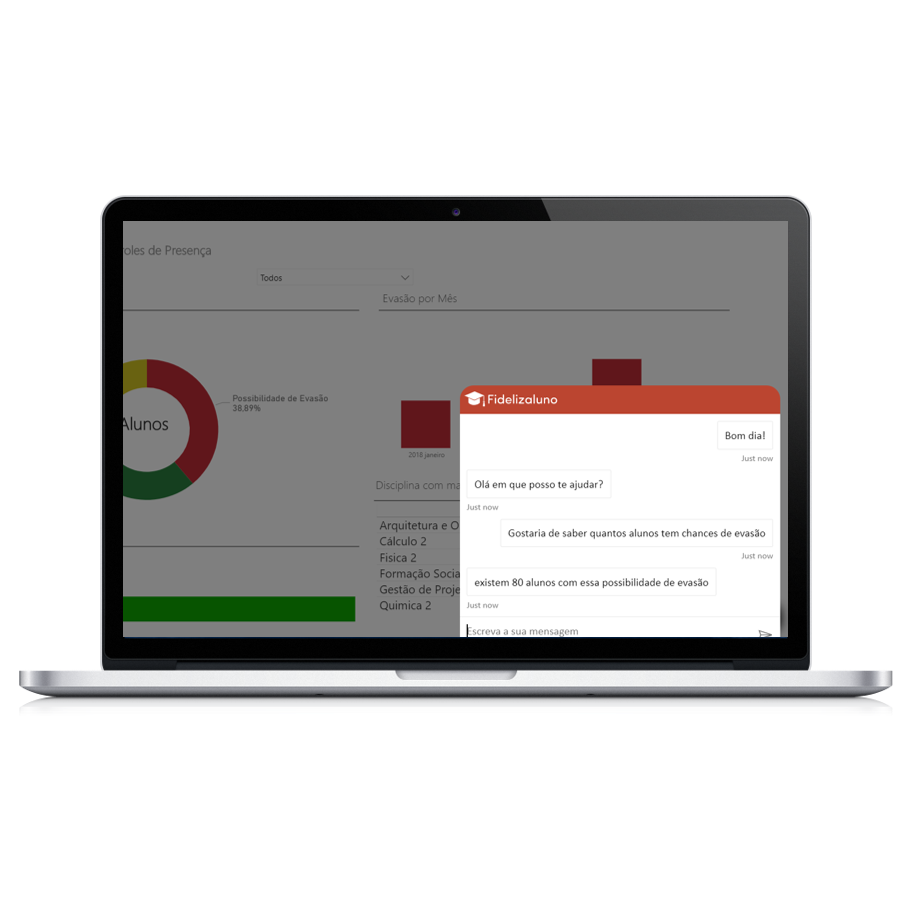 roles de Presença
Todos
Evasão por Mês
Possibilidade de Evasão
38,89%
Alunos
2018 janeiro
Disciplina com ma
Arquitetura e O
Cálculo 2
Fisica 2
Formação Socia
Gestão de Proje
Quimica 2
Fidelizaluno
Bom dia!
Just now
Olá em que posso te ajudar?
Just now
Gostaria de saber quantos alunos tem chances de evasão
Just now
existem 80 alunos com essa possibilidade de evasão
Just now
Escreva a sua mensagem